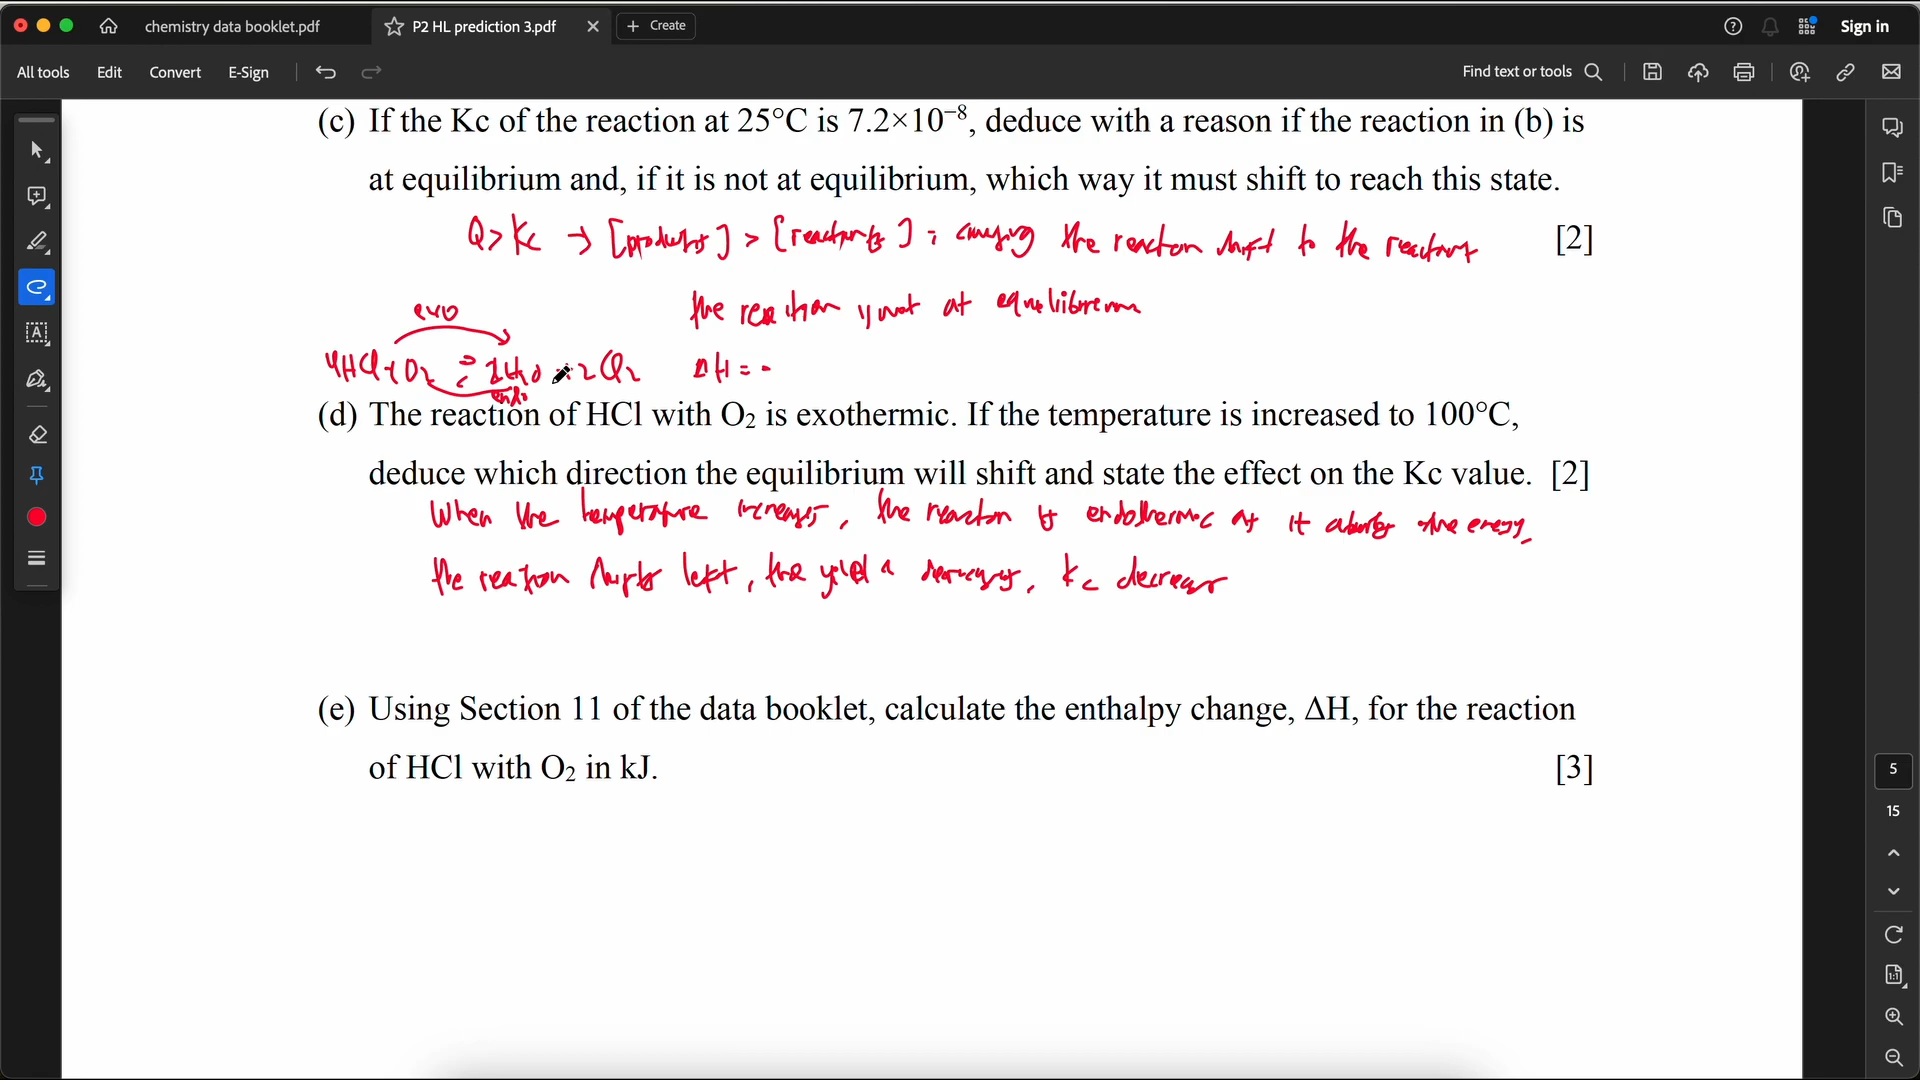 chemistry data booklet.pdf
P2 HL prediction 3.pdf
Create
Sign in
All tools
Edit
Convert
E-Sign
Find text or tools
(c) If the Kc of the reaction at 25°C is 7.2×10⁻⁸, deduce with a reason if the reaction in (b) is
at equilibrium and, if it is not at equilibrium, which way it must shift to reach this state.
Q > Kc → [products] > [reactants], causing the reaction shift to the reactant
[2]
the reaction is not at equilibrium
exo
4HCl + O2 ⇌ 2H2O + 2Cl2 ΔH = -
endo
(d) The reaction of HCl with O₂ is exothermic. If the temperature is increased to 100°C,
deduce which direction the equilibrium will shift and state the effect on the Kc value. [2]
When the temperature increases, the reaction is endothermic as it absorbs the energy,
the reaction shifts left, the yield decreases, Kc decrease
(e) Using Section 11 of the data booklet, calculate the enthalpy change, ΔH, for the reaction
of HCl with O₂ in kJ.
[3]
5
15